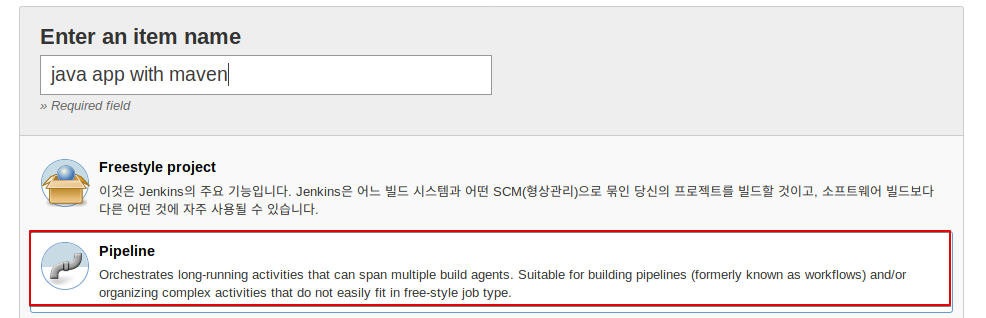 Enter an item name
java app with maven
» Required field
Freestyle project
이것은 Jenkins의 주요 기능입니다. Jenkins은 어느 빌드 시스템과 어떤 SCM(형상관리)으로 묶인 당신의 프로젝트를 빌드할 것이고, 소프트웨어 빌드보다
다른 어떤 것에 자주 사용될 수 있습니다.
Pipeline
Orchestrates long-running activities that can span multiple build agents. Suitable for building pipelines (formerly known as workflows) and/or
organizing complex activities that do not easily fit in free-style job type.